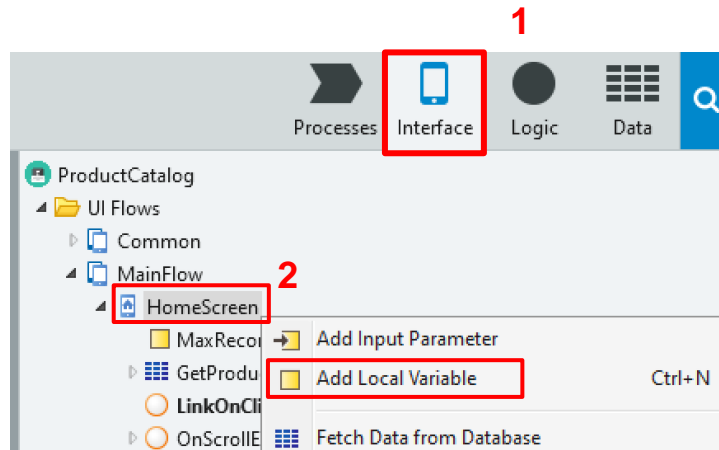 1
Processes Interface Logic Data
ProductCatalog
UI Flows
Common
MainFlow
2
HomeScreen
MaxRecor
Add Input Parameter
GetProdu
Add Local Variable Ctrl+N
LinkOnCli
OnScrollE
Fetch Data from Database